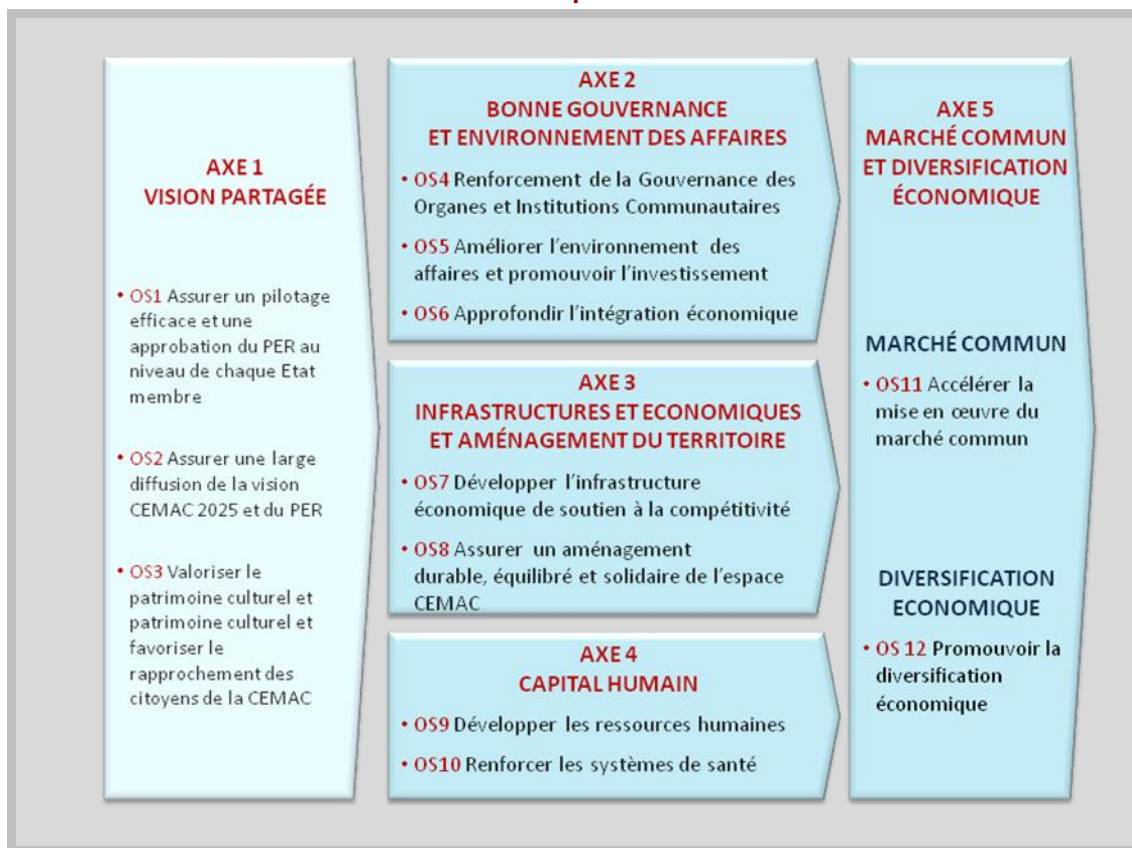 AXE 1
VISION PARTAGÉE
• OS1 Assurer un pilotage
efficace et une
approbation du PER au
niveau de chaque Etat
membre
• OS2 Assurer une large
diffusion de la vision
CEMAC 2025 et du PER
• OS3 Valoriser le
patrimoine culturel et
patrimoine culturel et
favoriser le
rapprochement des
citoyens de la CEMAC
AXE 2
BONNE GOUVERNANCE
ET ENVIRONNEMENT DES AFFAIRES
• OS4 Renforcement de la Gouvernance des
Organes et Institutions Communautaires
• OS5 Améliorer l'environnement des
affaires et promouvoir l'investissement
• OS6 Approfondir l'intégration économique
AXE 3
INFRASTRUCTURES ET ECONOMIQUES
ET AMÉNAGEMENT DU TERRITOIRE
• OS7 Développer l'infrastructure
économique de soutien à la compétitivité
• OS8 Assurer un aménagement
durable, équilibré et solidaire de l'espace
CEMAC
AXE 4
CAPITAL HUMAIN
• OS9 Développer les ressources humaines
• OS10 Renforcer les systèmes de santé
AXE 5
MARCHÉ COMMUN
ET DIVERSIFICATION
ÉCONOMIQUE
MARCHÉ COMMUN
• OS11 Accélérer la
mise en œuvre du
marché commun
DIVERSIFICATION
ECONOMIQUE
• OS 12 Promouvoir la
diversification
économique